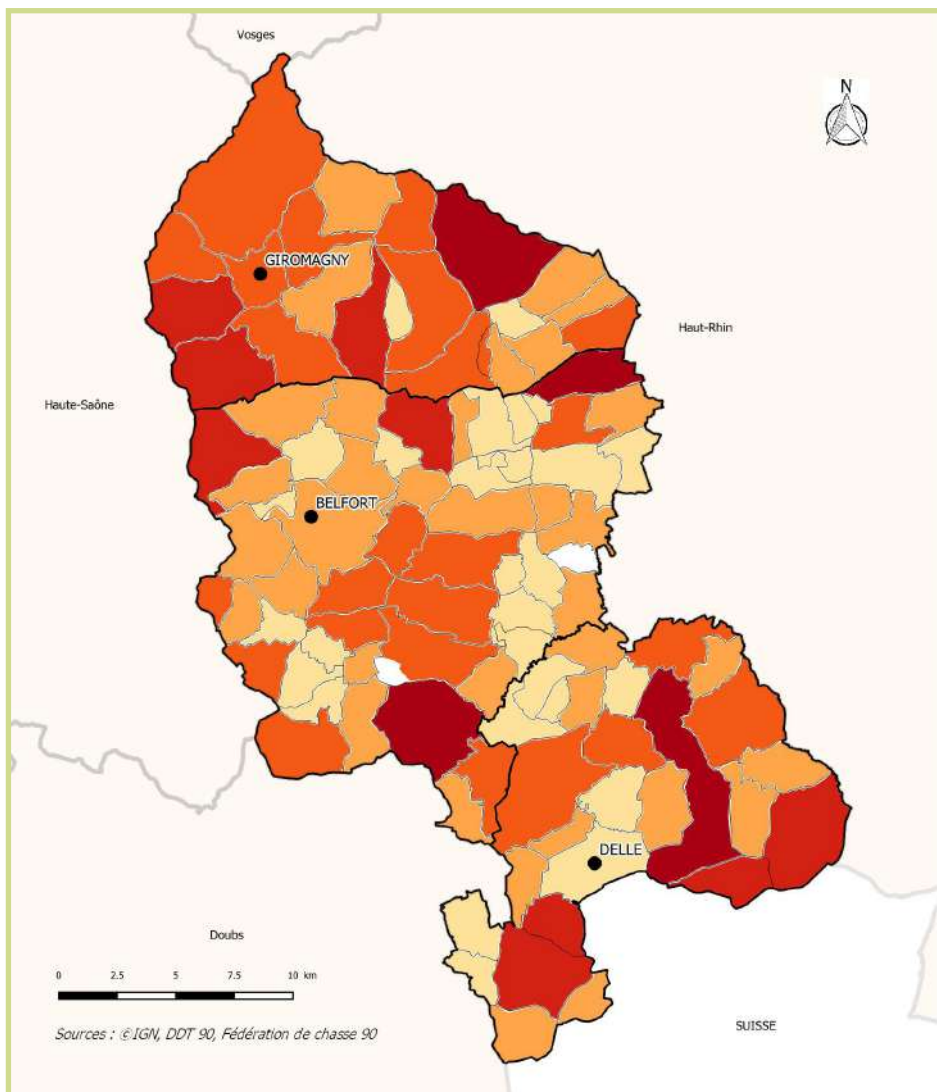 Vosges
N
GIROMAGNY
Haut-Rhin
Haute-Saône
BELFORT
DELLE
Doubs
0 2.5 5 7.5 10 km
SUISSE
Sources : ©IGN, DDT 90, Fédération de chasse 90